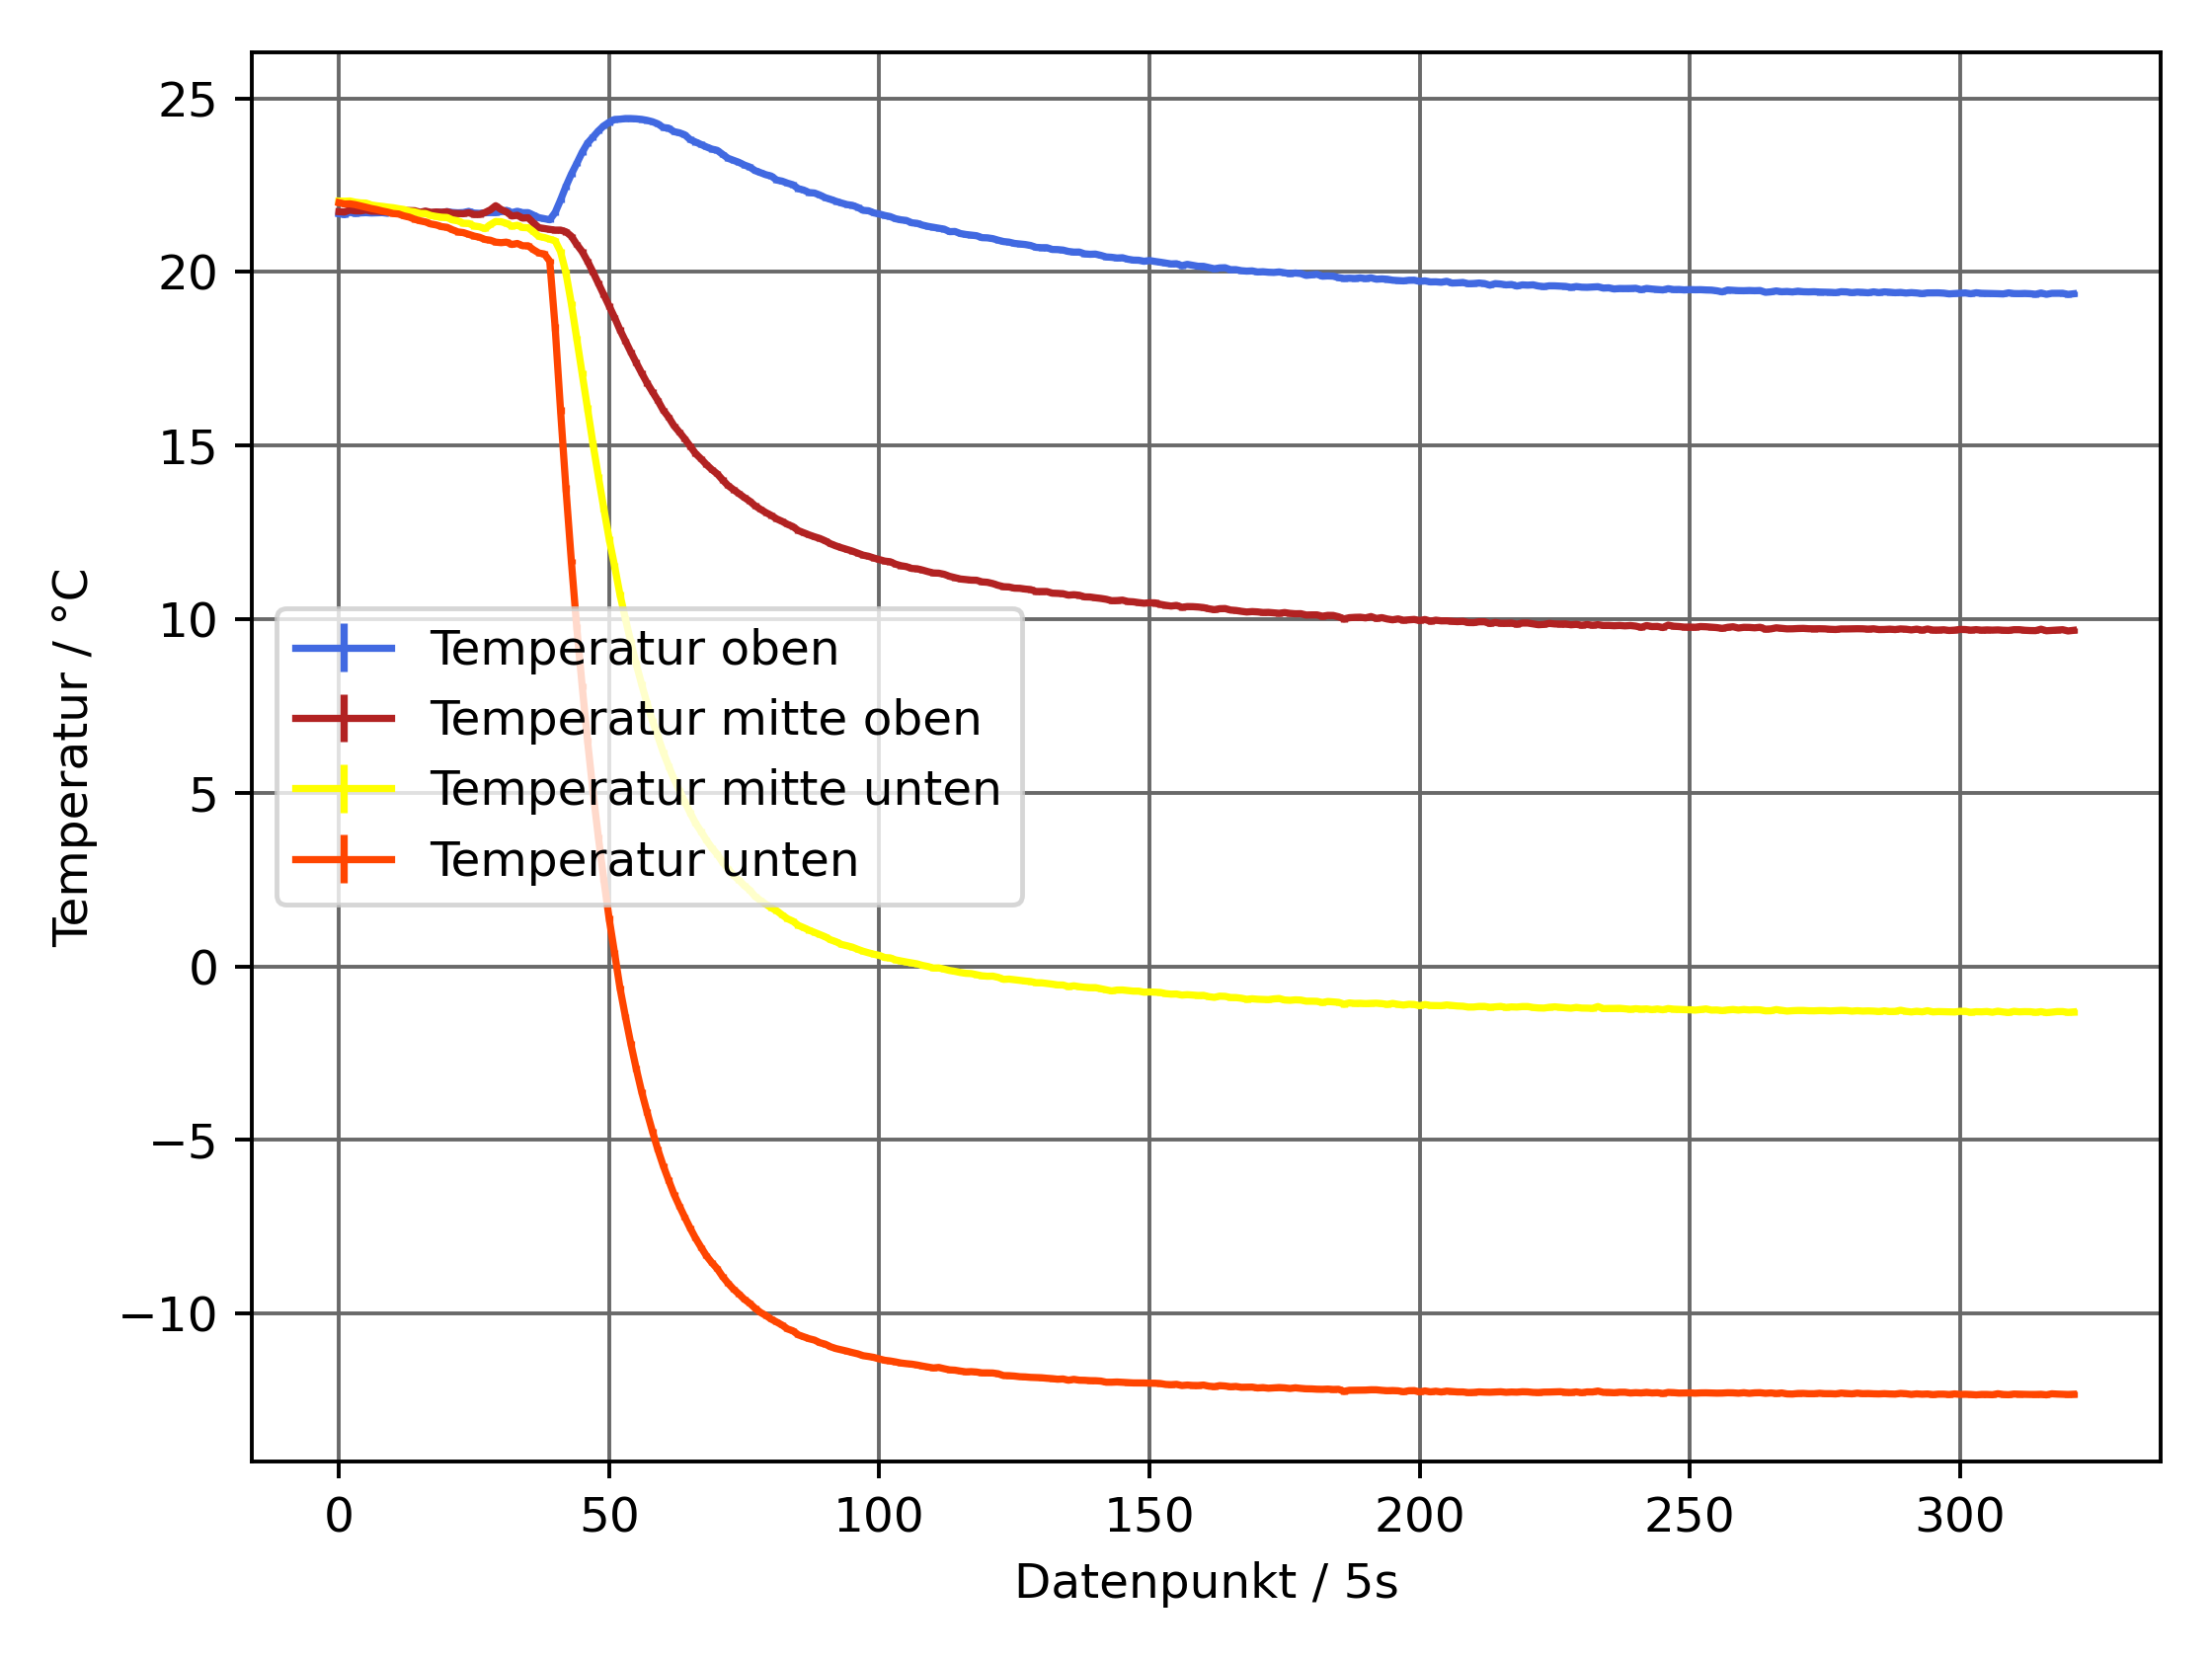 25
20
15
10
5
0
−5
−10
Temperatur / °C
Temperatur oben
Temperatur mitte oben
Temperatur mitte unten
Temperatur unten
0 50 100 150 200 250 300
Datenpunkt / 5s